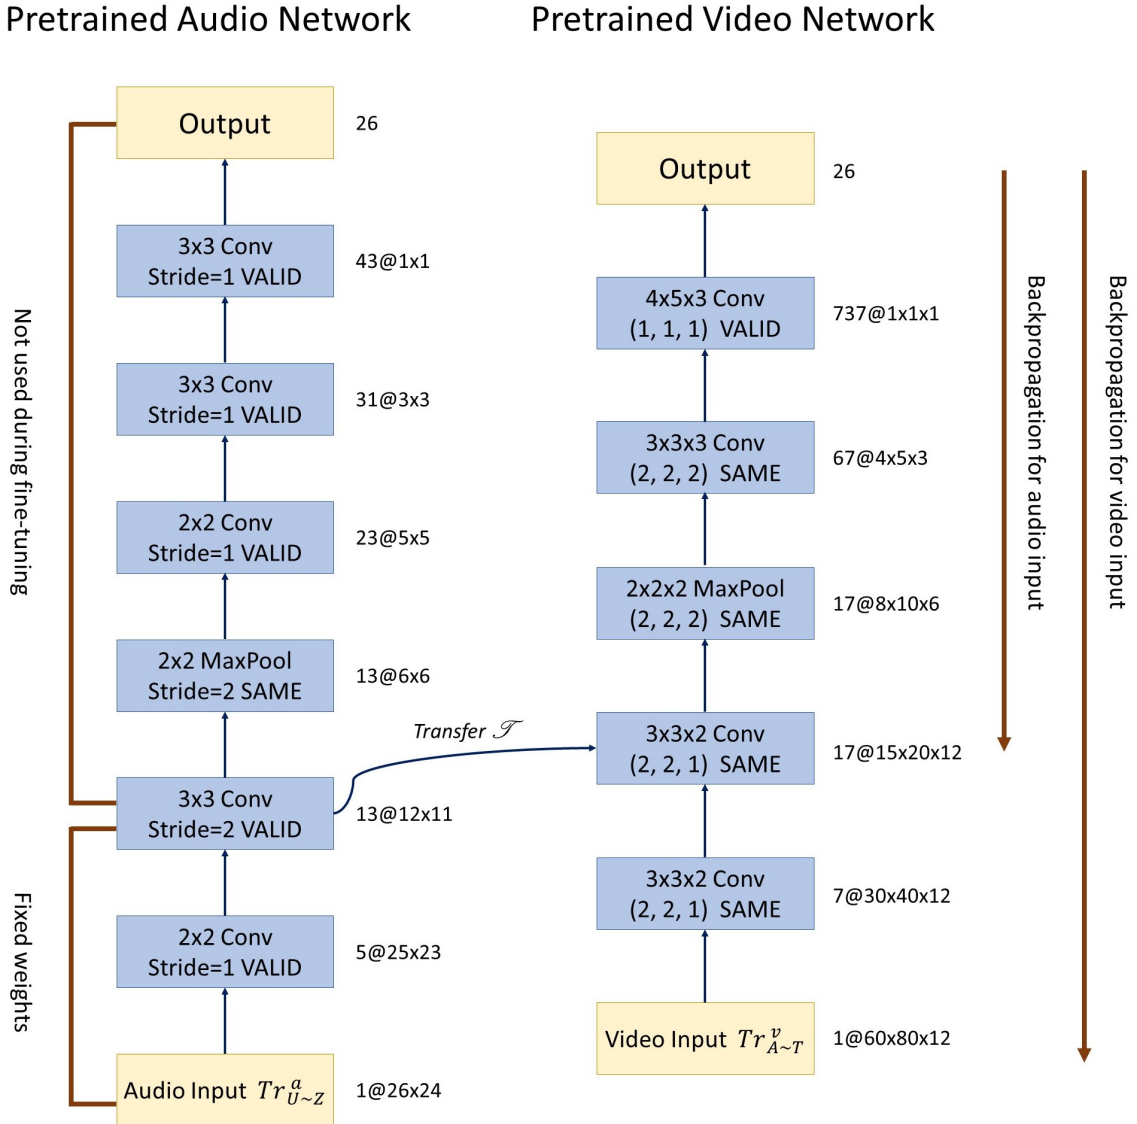 Pretrained Audio Network
Pretrained Video Network
Output
26
3x3 Conv
Stride=1 VALID
43@1x1
3x3 Conv
Stride=1 VALID
31@3x3
2x2 Conv
Stride=1 VALID
23@5x5
2x2 MaxPool
Stride=2 SAME
13@6x6
3x3 Conv
Stride=2 VALID
13@12x11
2x2 Conv
Stride=1 VALID
5@25x23
Audio Input Tr^a_{U~Z}
1@26x24
Not used during fine-tuning
Fixed weights
Transfer 𝒯
Output
26
4x5x3 Conv
(1, 1, 1) VALID
737@1x1x1
3x3x3 Conv
(2, 2, 2) SAME
67@4x5x3
2x2x2 MaxPool
(2, 2, 2) SAME
17@8x10x6
3x3x2 Conv
(2, 2, 1) SAME
17@15x20x12
3x3x2 Conv
(2, 2, 1) SAME
7@30x40x12
Video Input Tr^v_{A~T}
1@60x80x12
Backpropagation for audio input
Backpropagation for video input